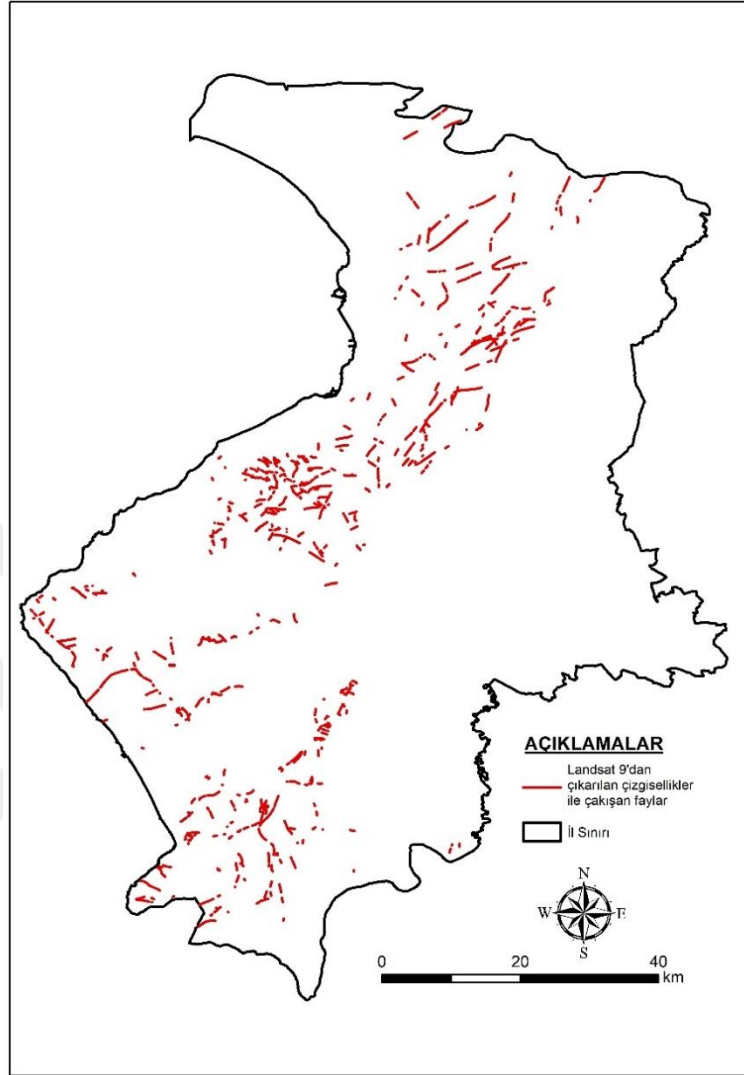 AÇIKLAMALAR
Landsat 9'dan
çıkarılan çizgisellikler
ile çakışan faylar
İl Sınırı
N
W E
S
0 20 40
km